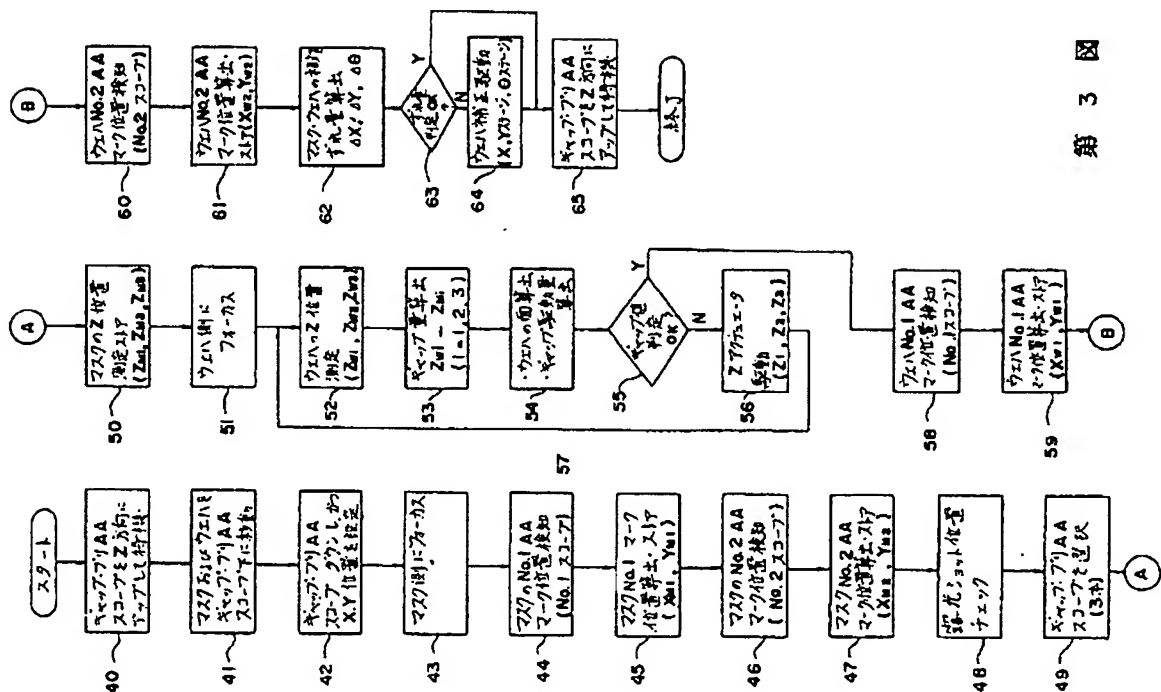 スタート
40
ギャップ・プリAA
スコープをZ方向に
アップして待機
41
マスクおよびウエハを
ギャップ・プリAA
スコープ下に移動
42
ギャップ・プリAA
スコープダウンしかつ
X,Y位置を設定
43
マスク側にフォーカス
44
マスクのNo.1 AA
マーク位置検知
(No.1 スコープ)
45
マスクNo.1 マーク
位置算出・ストア
(XM1, YM1)
46
マスクのNo.2 AA
マーク位置検知
(No.2 スコープ)
47
マスクNo.2 AA
マーク位置算出・ストア
(XM2, YM2)
48
ショット位置
チェック
49
ギャップ・プリAA
スコープを選択
(3本)
A
A
50
マスクのZ位置
測定ストア
(ZM1, ZM2, ZM3)
51
ウエハ側に
フォーカス
52
ウエハのZ位置
測定
(ZW1, ZW2, ZW3)
53
ギャップ量算出
ZWi - ZMi
(i=1,2,3)
54
・ウエハの面算出
・ギャップ駆動量
算出
55
ギャップ量
判定
OK?
Y
N
56
Zアクチュエータ
駆動
(Z1, Z2, Z3)
57
58
ウエハNo.1 AA
マーク位置検知
(No.1スコープ)
59
ウエハNo.1 AA
マーク位置算出・ストア
(XW1, YW1)
B
B
60
ウエハNo.2 AA
マーク位置検知
(No.2 スコープ)
61
ウエハNo.2 AA
マーク位置算出・
ストア(XW2, YW2)
62
マスク・ウエハの相対
ずれ量算出
ΔX, ΔY, Δθ
63
ずれ量
判定OK
?
Y
N
64
ウエハ補正駆動
(X,Yステージ, θステージ)
65
ギャップ・プリAA
スコープをZ方向に
アップして待機
終了
第 3 図